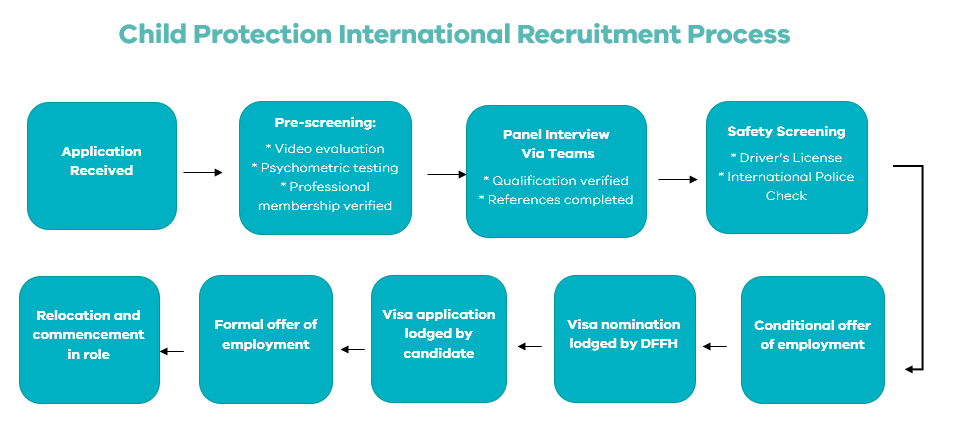 Child Protection International Recruitment Process
Application
Received
Pre-screening:
* Video evaluation
* Psychometric testing
* Professional
membership verified
Panel Interview
Via Teams
* Qualification verified
* References completed
Safety Screening
* Driver's License
* International Police
Check
Conditional offer
of employment
Visa nomination
lodged by DFFH
Visa application
lodged by
candidate
Formal offer of
employment
Relocation and
commencement
in role